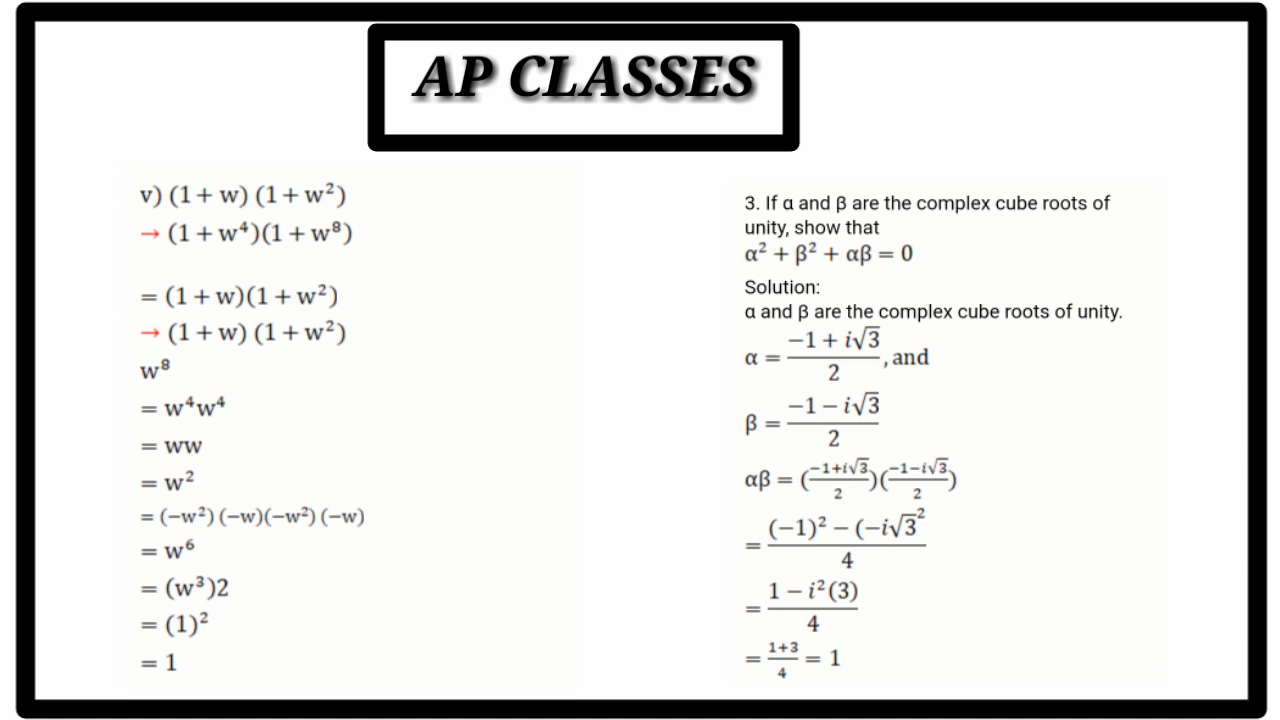 AP CLASSES
v) (1 + w) (1 + w²)
→ (1 + w⁴)(1 + w⁸)
= (1 + w)(1 + w²)
→ (1 + w) (1 + w²)
w⁸
= w⁴w⁴
= ww
= w²
= (−w²) (−w)(−w²) (−w)
= w⁶
= (w³)2
= (1)²
= 1
3. If α and β are the complex cube roots of
unity, show that
α² + β² + αβ = 0
Solution:
α and β are the complex cube roots of unity.
α = (−1 + i√3)/2 , and
β = (−1 − i√3)/2
αβ = ((−1+i√3)/2)((−1−i√3)/2)
= ((−1)² − (−i√3²)/4
= (1 − i²(3))/4
= (1+3)/4 = 1